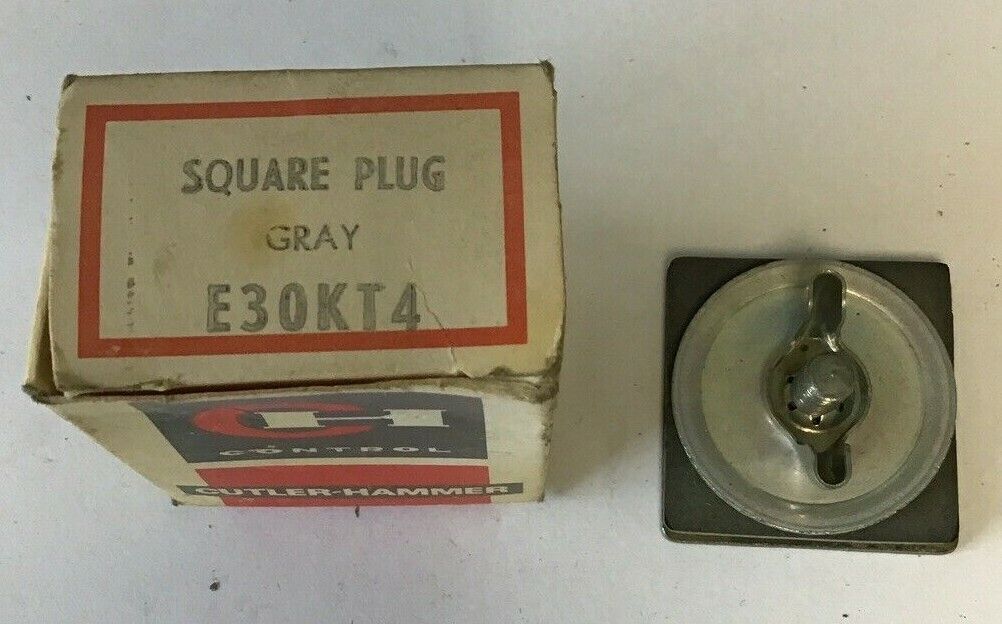 SQUARE PLUG
GRAY
E30KT4
CH
CONTROL
CUTLER-HAMMER